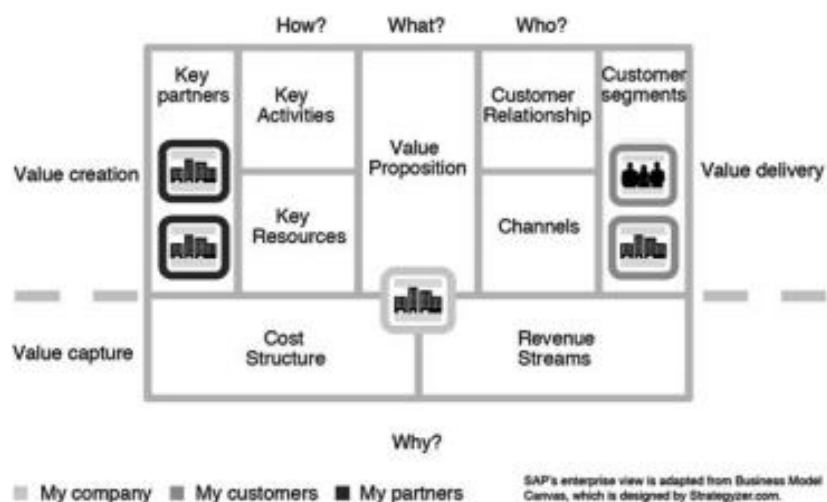 How? What? Who?
Key
partners
Key
Activities
Value
Proposition
Customer
Relationship
Customer
segments
Value creation
Value delivery
Key
Resources
Channels
Value capture
Cost
Structure
Revenue
Streams
Why?
My company My customers My partners
SAP's enterprise view is adapted from Business Model
Canvas, which is designed by Strategyzer.com.